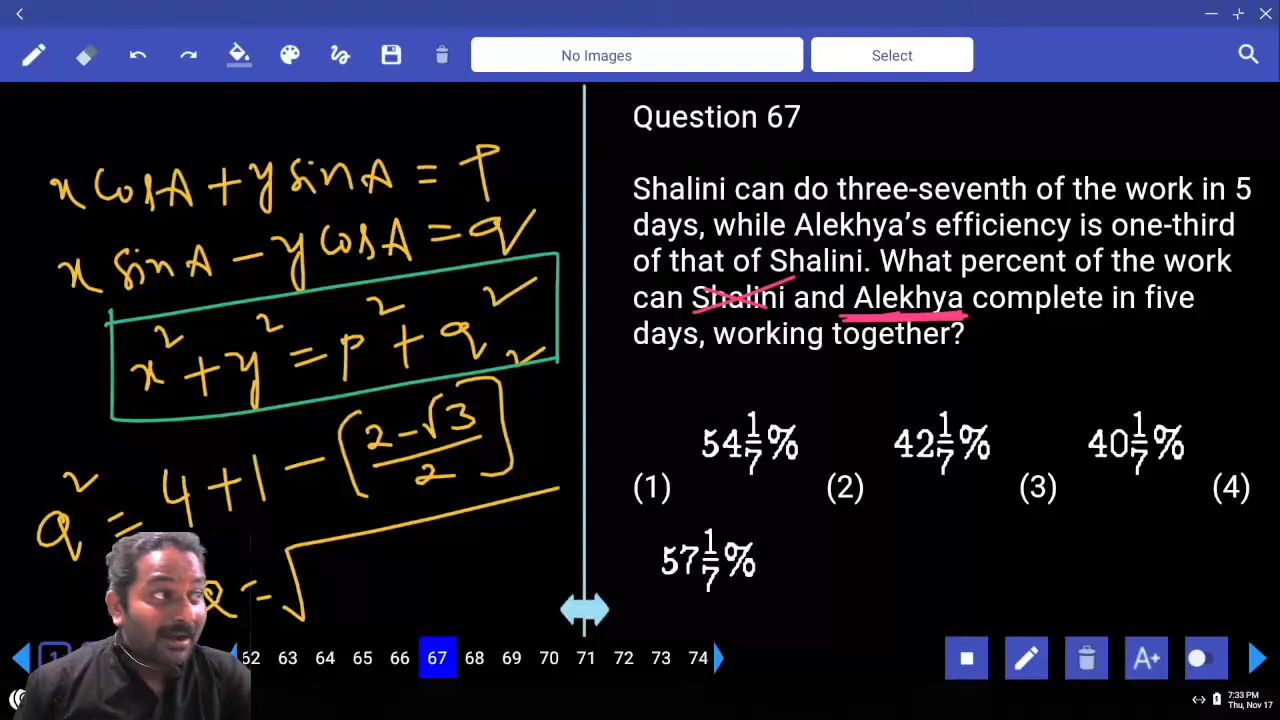 No Images
Select
x cosA + y sinA = P
x sinA - y cosA = q
x² + y² = p² + q²
q² = 4 + 1 - (2-√3/2)
Question 67
Shalini can do three-seventh of the work in 5
days, while Alekhya’s efficiency is one-third
of that of Shalini. What percent of the work
can Shalini and Alekhya complete in five
days, working together?
54 1/7% 42 1/7% 40 1/7%
(1) (2) (3) (4)
57 1/7%
62 63 64 65 66 67 68 69 70 71 72 73 74
A+
7:33 PM
Thu, Nov 17